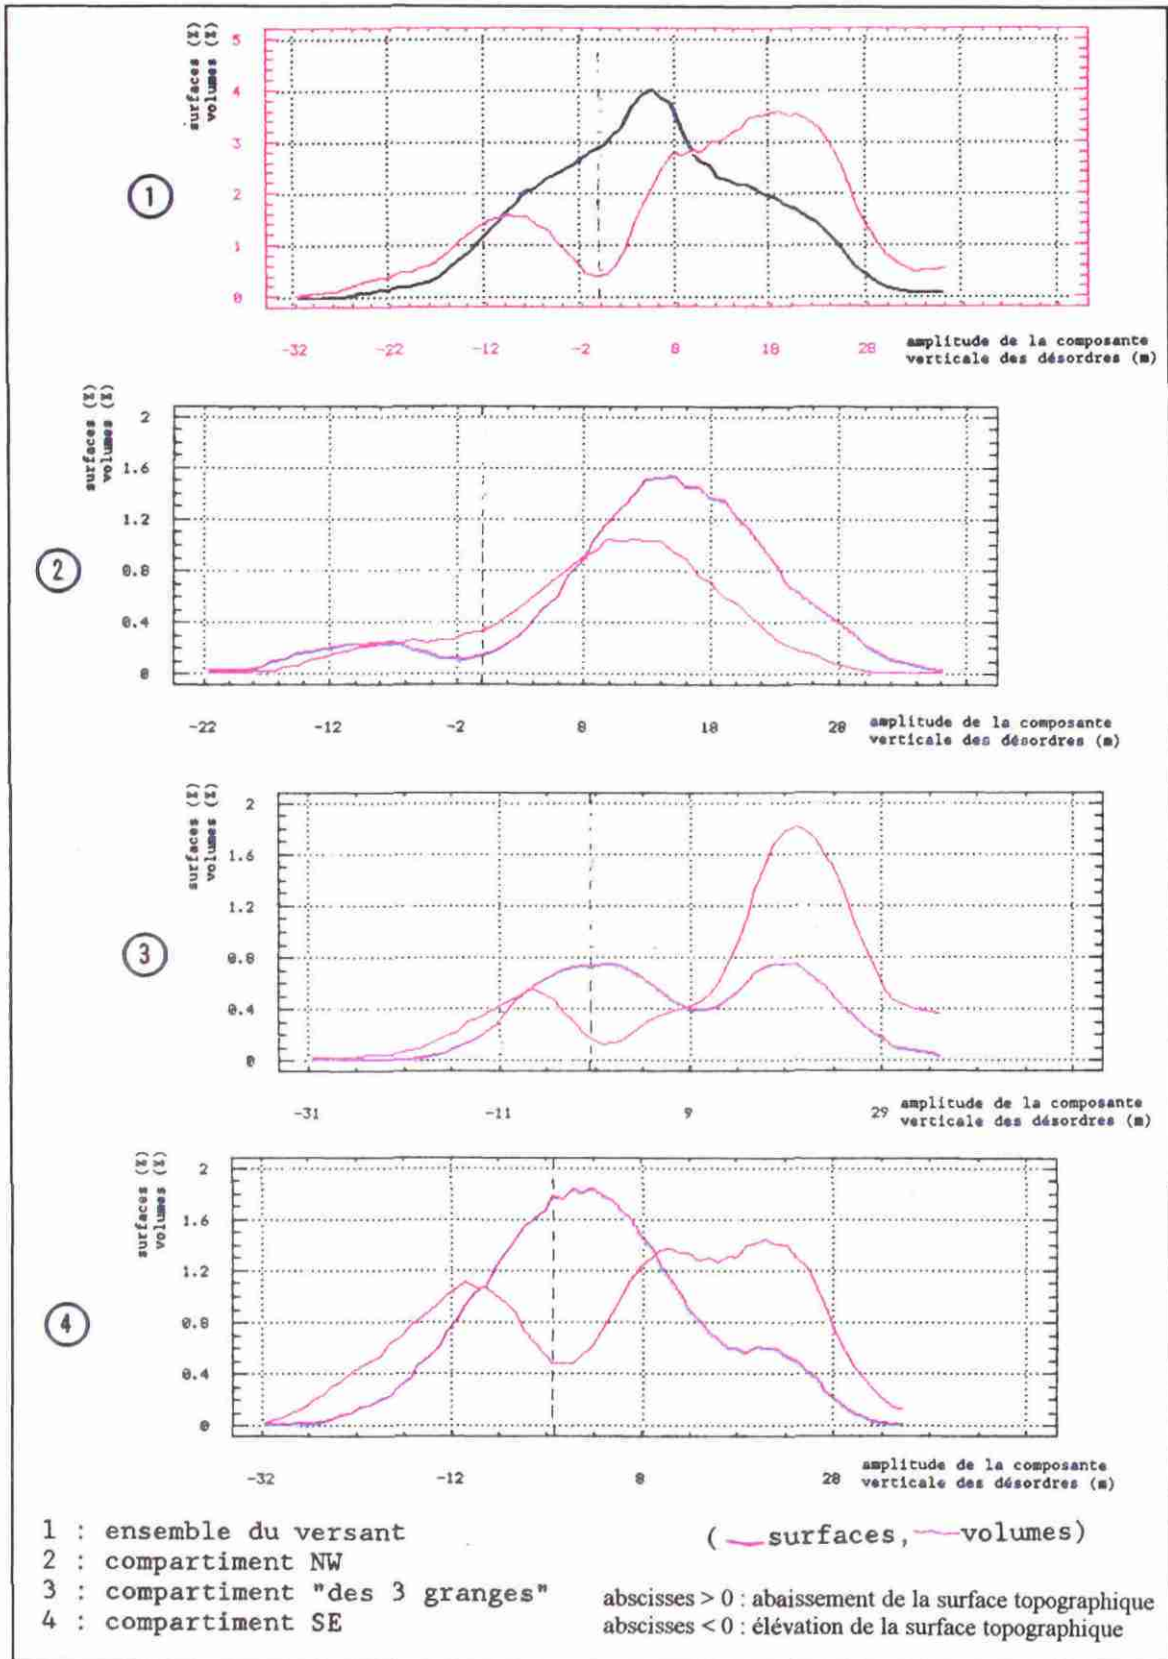 surfaces (%)
volumes (%)
5
4
3
2
1
0
1
-32 -22 -12 -2 8 18 28
amplitude de la composante
verticale des désordres (m)
surfaces (%)
volumes (%)
2
1.6
1.2
0.8
0.4
0
2
-22 -12 -2 8 18 28
amplitude de la composante
verticale des désordres (m)
surfaces (%)
volumes (%)
2
1.6
1.2
0.8
0.4
0
3
-31 -11 9 29
amplitude de la composante
verticale des désordres (m)
surfaces (%)
volumes (%)
2
1.6
1.2
0.8
0.4
0
4
-32 -12 8 28
amplitude de la composante
verticale des désordres (m)
1 : ensemble du versant
2 : compartiment NW
3 : compartiment "des 3 granges"
4 : compartiment SE
( surfaces, volumes)
abscisses > 0 : abaissement de la surface topographique
abscisses < 0 : élévation de la surface topographique